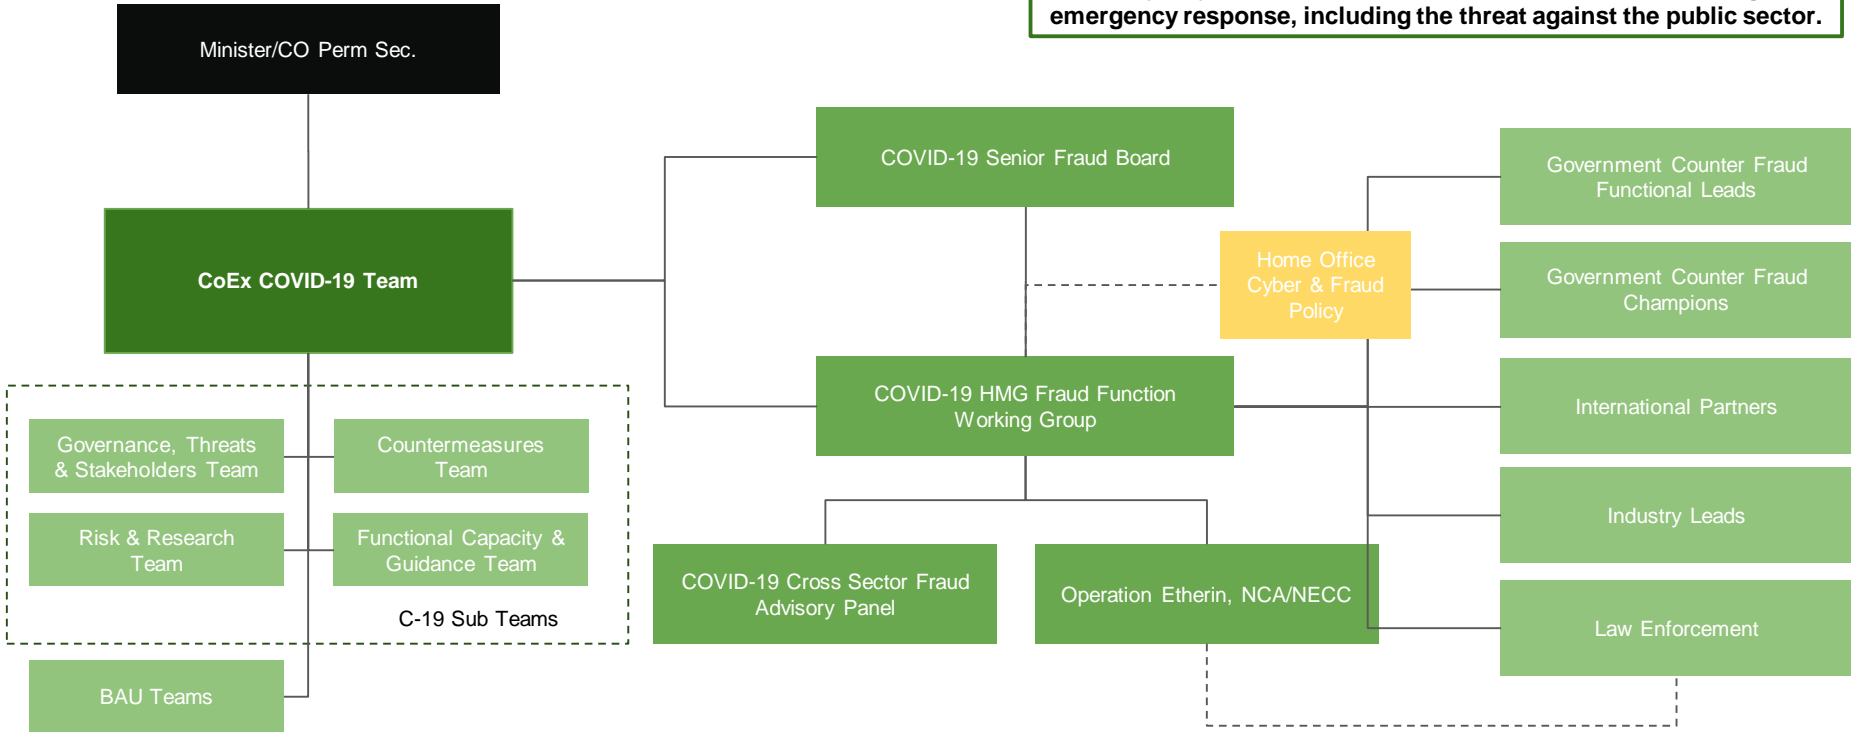 emergency response, including the threat against the public sector.
Minister/CO Perm Sec.
COVID-19 Senior Fraud Board
Government Counter Fraud
Functional Leads
CoEx COVID-19 Team
Home Office
Cyber & Fraud
Policy
Government Counter Fraud
Champions
COVID-19 HMG Fraud Function
Working Group
International Partners
Governance, Threats
& Stakeholders Team
Countermeasures
Team
Risk & Research
Team
Functional Capacity &
Guidance Team
C-19 Sub Teams
Industry Leads
COVID-19 Cross Sector Fraud
Advisory Panel
Operation Etherin, NCA/NECC
Law Enforcement
BAU Teams